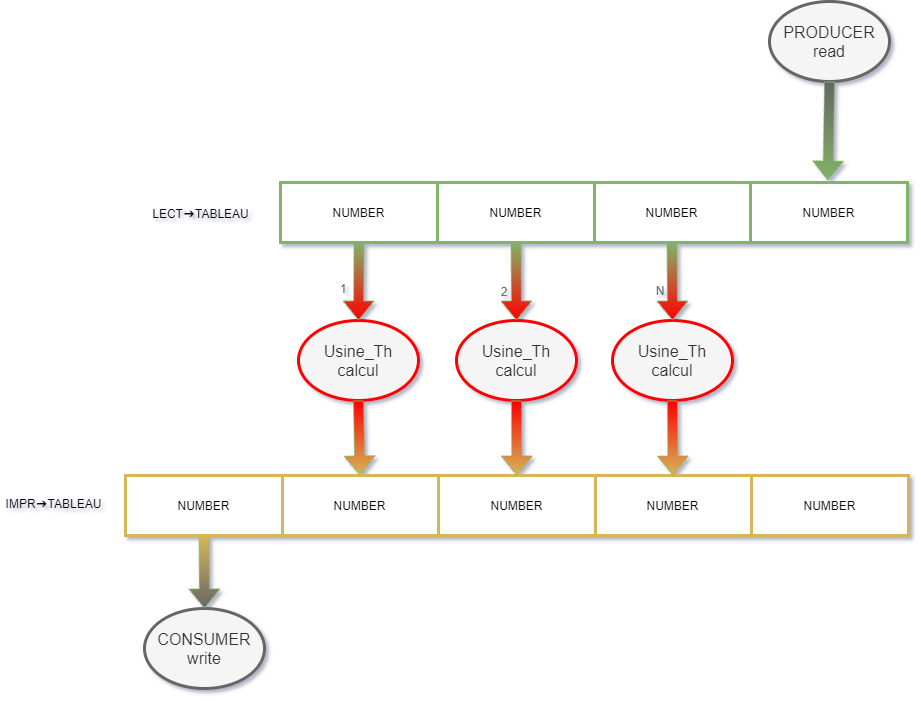 PRODUCER
read
LECT➔TABLEAU
NUMBER NUMBER NUMBER NUMBER
1 2 N
Usine_Th Usine_Th Usine_Th
calcul calcul calcul
IMPR➔TABLEAU
NUMBER NUMBER NUMBER NUMBER NUMBER
CONSUMER
write